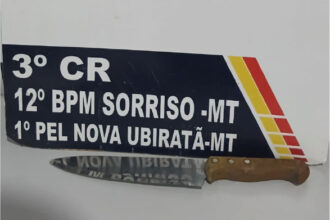 3º CR
12º BPM SORRISO -MT
1º PEL NOVA UBIRATÃ-MT